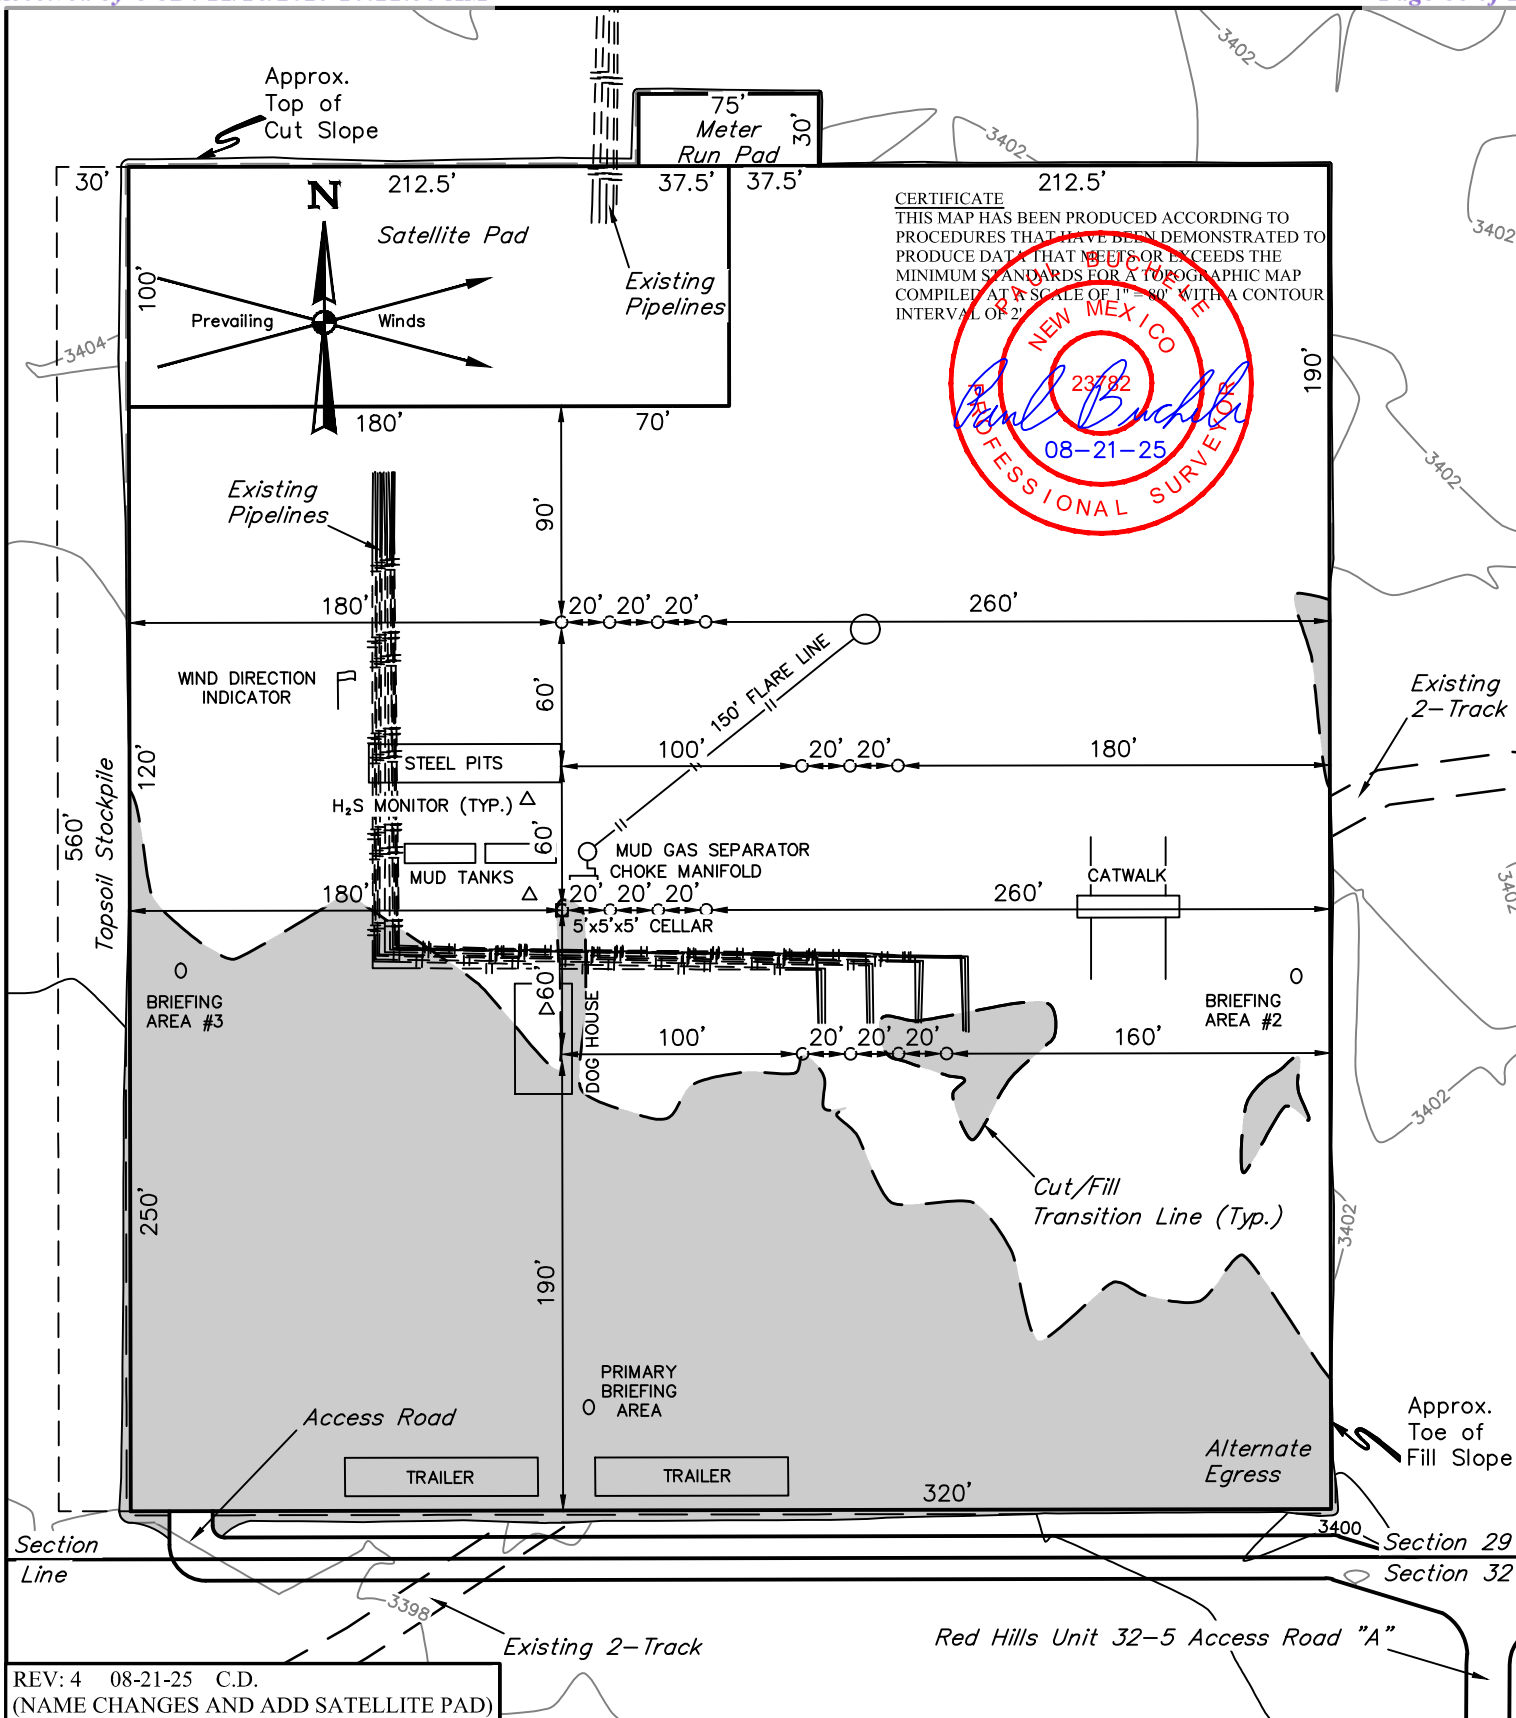 Approx.
Top of
Cut Slope
75'
Meter
Run Pad
30'
3402
3402
3402
30'
212.5'
37.5'
37.5'
212.5'
N
Satellite Pad
100'
Prevailing
Winds
Existing
Pipelines
CERTIFICATE
THIS MAP HAS BEEN PRODUCED ACCORDING TO
PROCEDURES THAT HAVE BEEN DEMONSTRATED TO
PRODUCE DATA THAT MEETS OR EXCEEDS THE
MINIMUM STANDARDS FOR A TOPOGRAPHIC MAP
COMPILED AT A SCALE OF 1" = 80' WITH A CONTOUR
INTERVAL OF 2'
PAUL BUCHELE
NEW MEXICO
23782
PROFESSIONAL SURVEYOR
Paul Buchele
08-21-25
3404
190'
180'
70'
3402
Existing
Pipelines
90'
180'
20'
20'
20'
260'
WIND DIRECTION
INDICATOR
60'
150' FLARE LINE
Existing
2-Track
120'
STEEL PITS
100'
20'
20'
180'
H₂S MONITOR (TYP.)
560'
Topsoil Stockpile
60'
MUD GAS SEPARATOR
CHOKE MANIFOLD
MUD TANKS
CATWALK
3402
180'
20'
20'
20'
260'
5'x5'x5' CELLAR
BRIEFING
AREA #3
60'
DOG HOUSE
BRIEFING
AREA #2
100'
20'
20'
20'
160'
3402
Cut/Fill
Transition Line (Typ.)
250'
190'
3402
PRIMARY
BRIEFING
AREA
Access Road
Approx.
Toe of
Fill Slope
TRAILER
TRAILER
Alternate
Egress
320'
3400
Section
Line
Section 29
Section 32
3398
Existing 2-Track
Red Hills Unit 32-5 Access Road "A"
REV: 4 08-21-25 C.D.
(NAME CHANGES AND ADD SATELLITE PAD)